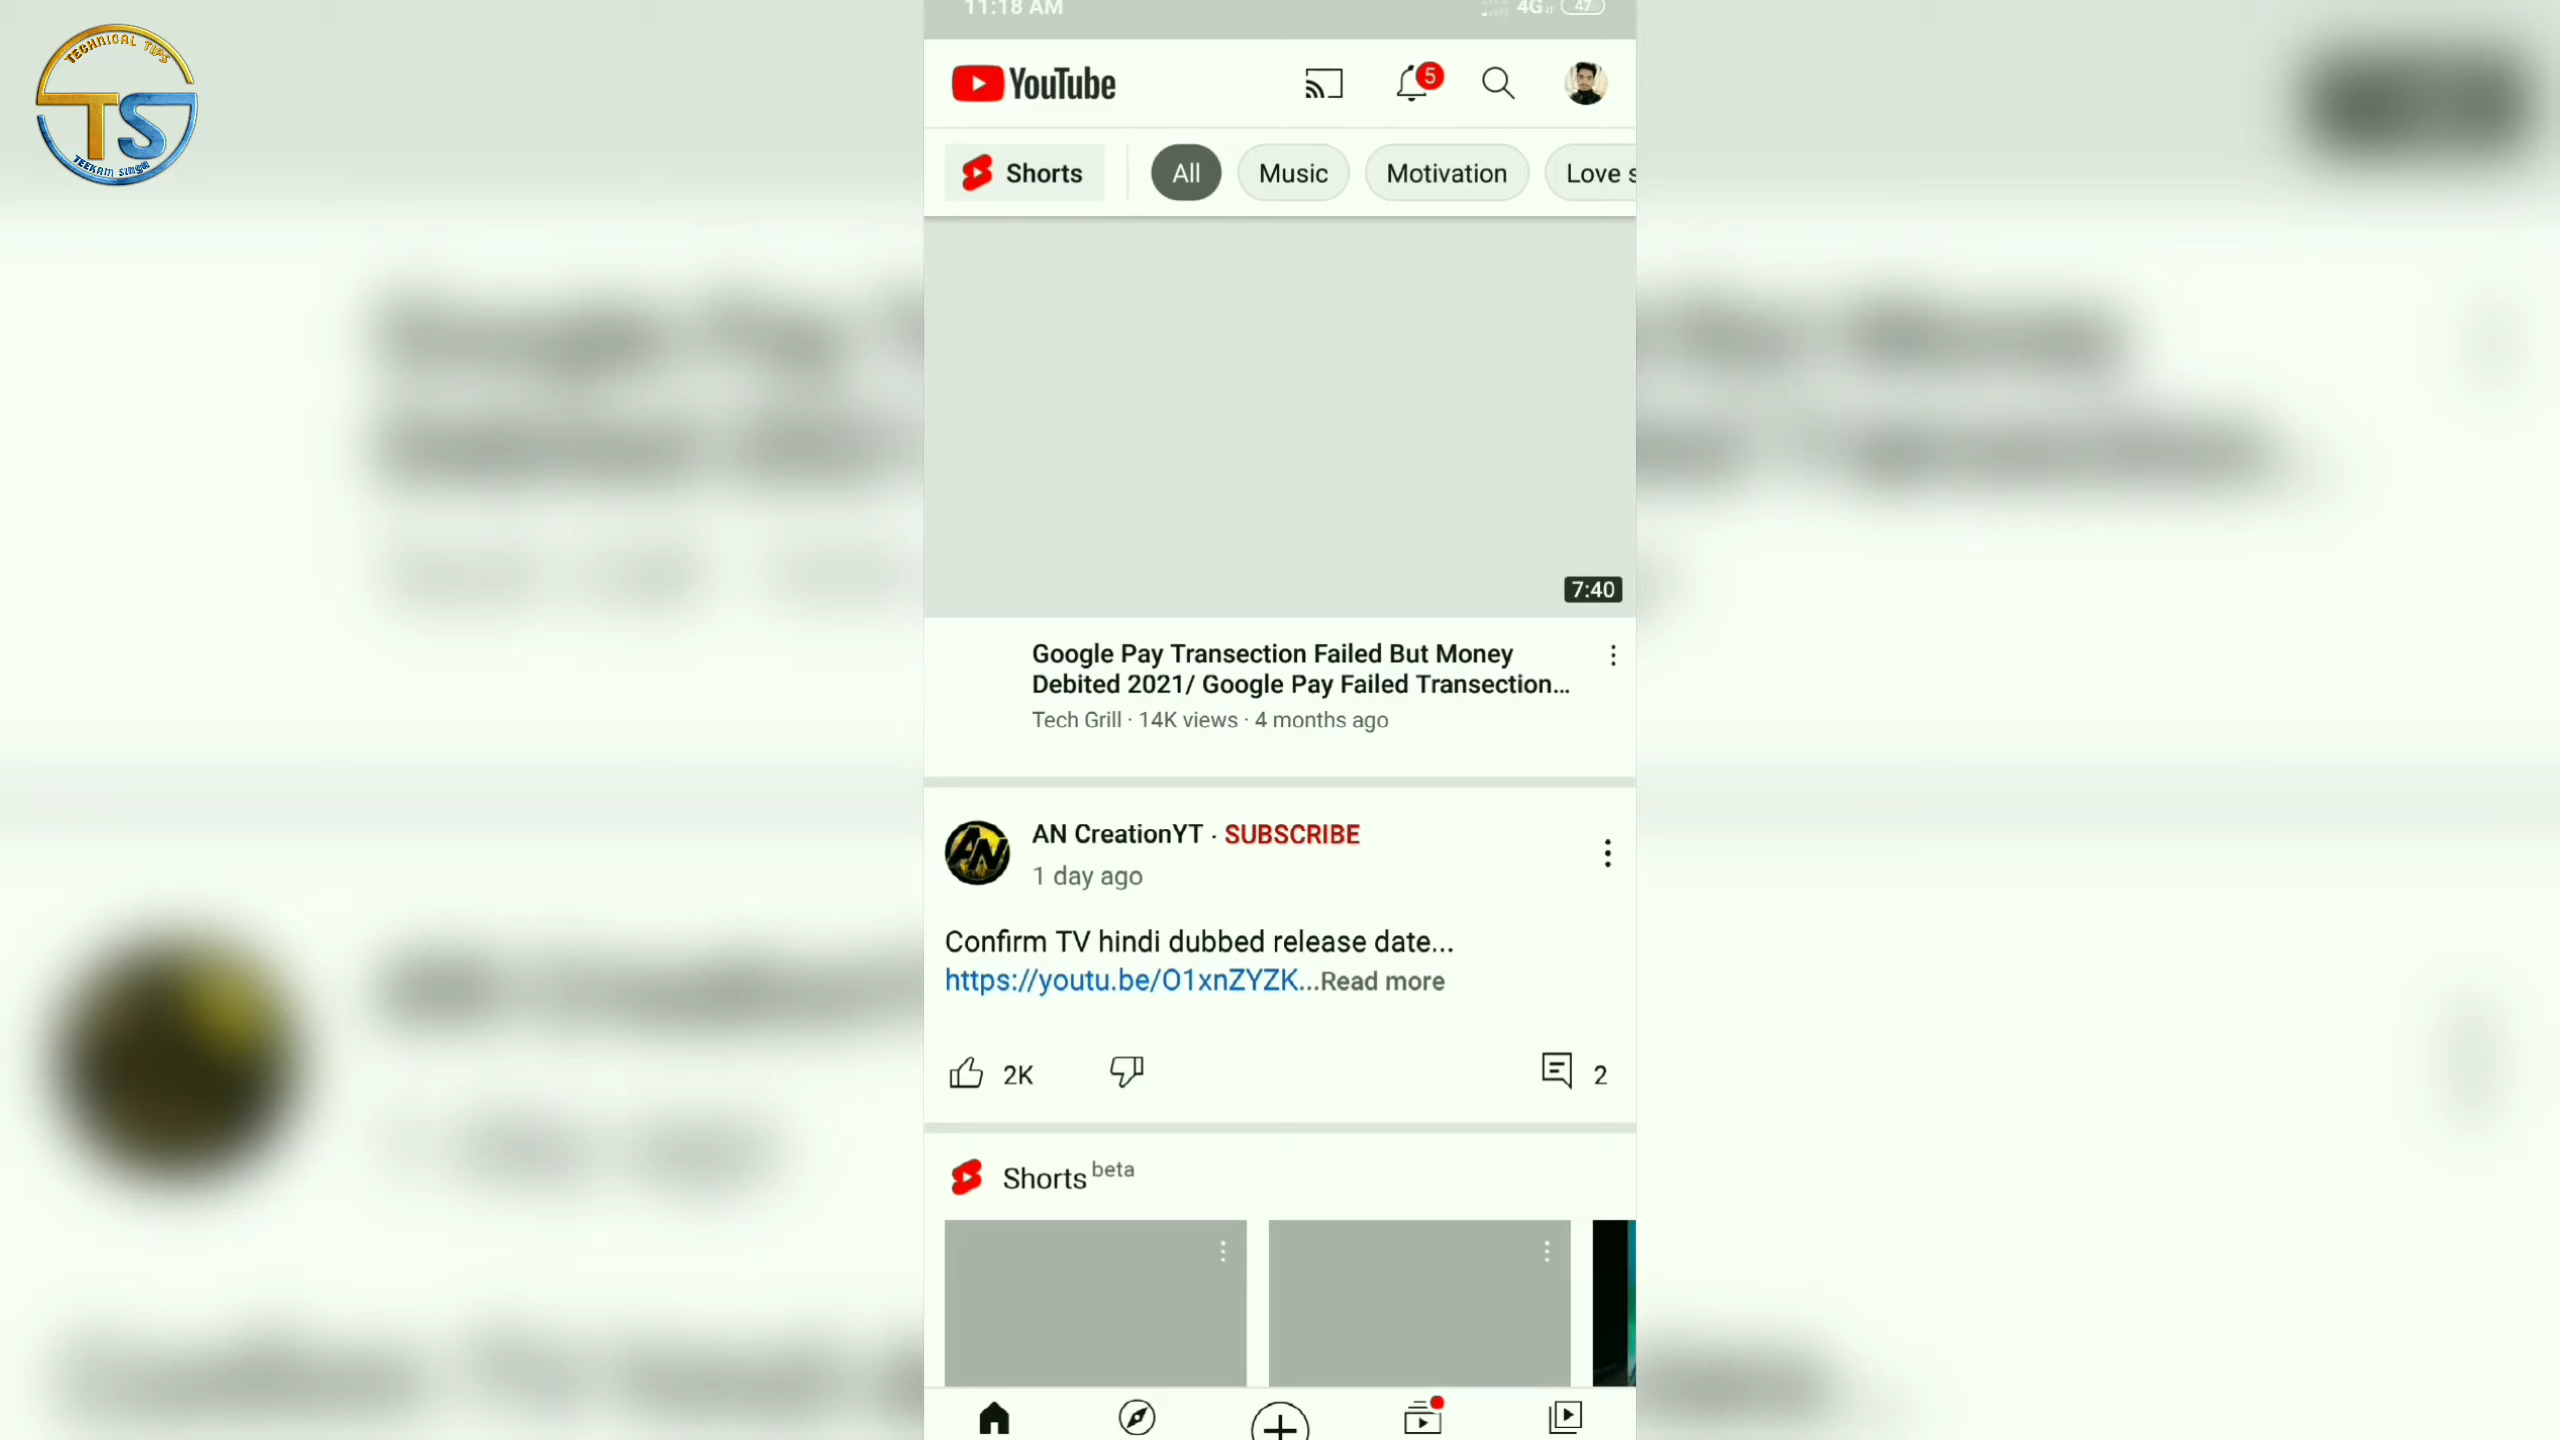 TECHNICAL TIPS
TS
TEEKAM SINGH
11:18 AM
4G
47
YouTube
5
Shorts
All
Music
Motivation
Love s
7:40
Google Pay Transection Failed But Money
Debited 2021/ Google Pay Failed Transection...
Tech Grill · 14K views · 4 months ago
AN
AN CreationYT · SUBSCRIBE
1 day ago
Confirm TV hindi dubbed release date...
https://youtu.be/O1xnZYZK...Read more
2K
2
Shorts beta